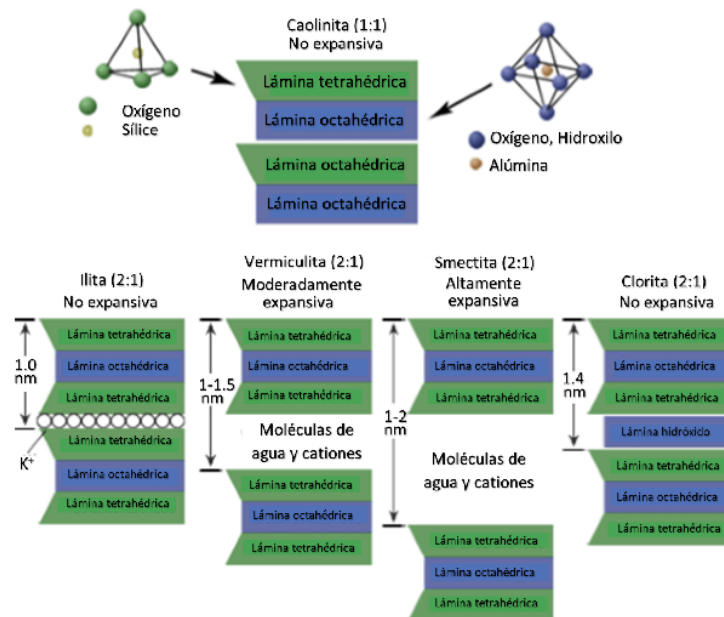 Caolinita (1:1)
No expansiva
Oxígeno
Sílice
Lámina tetrahédrica
Lámina octahédrica
Lámina octahédrica
Lámina octahédrica
Oxígeno, Hidroxilo
Alúmina
Ilita (2:1)
No expansiva
1.0
nm
Lámina tetrahédrica
Lámina octahédrica
Lámina tetrahédrica
K+
Lámina tetrahédrica
Lámina octahédrica
Lámina tetrahédrica
Vermiculita (2:1)
Moderadamente
expansiva
1-1.5
nm
Lámina tetrahédrica
Lámina octahédrica
Lámina tetrahédrica
Moléculas de
agua y cationes
Lámina tetrahédrica
Lámina octahédrica
Lámina tetrahédrica
Smectita (2:1)
Altamente
expansiva
1-2
nm
Lámina tetrahédrica
Lámina octahédrica
Lámina tetrahédrica
Moléculas de
agua y cationes
Lámina tetrahédrica
Lámina octahédrica
Lámina tetrahédrica
Clorita (2:1)
No expansiva
1.4
nm
Lámina tetrahédrica
Lámina octahédrica
Lámina tetrahédrica
Lámina hidróxido
Lámina tetrahédrica
Lámina octahédrica
Lámina tetrahédrica